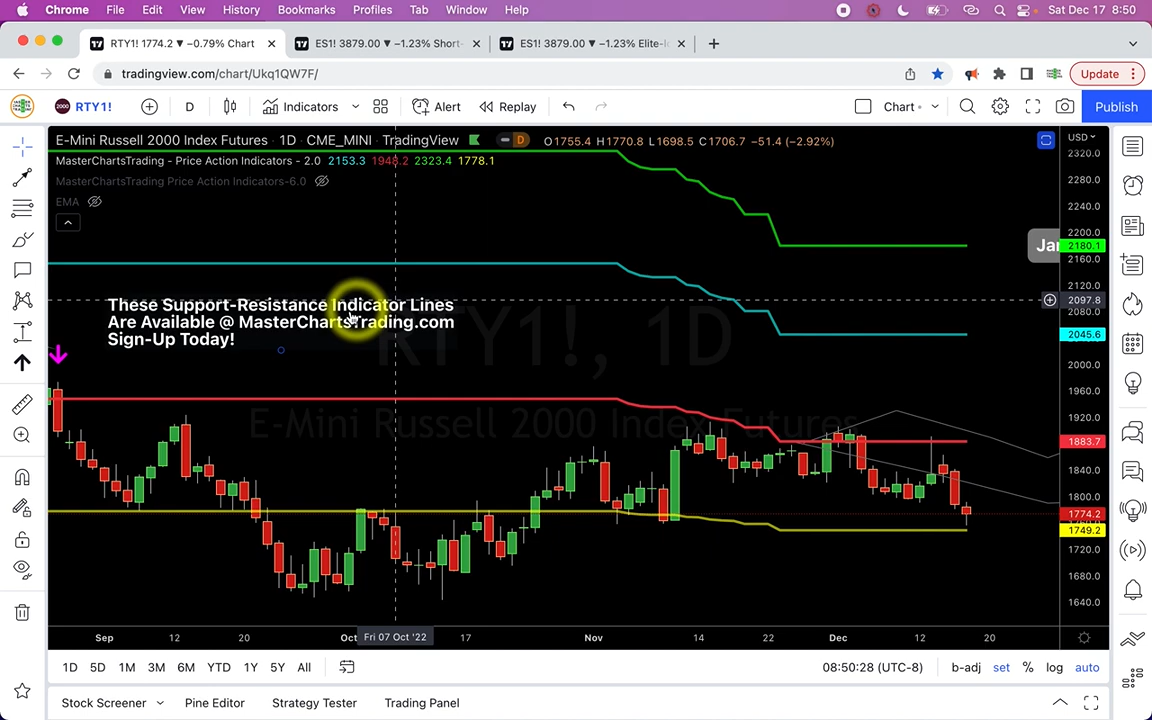 Chrome File Edit View History Bookmarks Profiles Tab Window Help Sat Dec 17 8:50
RTY1! 1774.2 ▼ −0.79% Chart ES1! 3879.00 ▼ −1.23% Short- ES1! 3879.00 ▼ −1.23% Elite-
tradingview.com/chart/Ukq1QW7F/ Update
2000 RTY1! D Indicators Alert Replay Chart Publish
E-Mini Russell 2000 Index Futures · 1D · CME_MINI · TradingView D O1755.4 H1770.8 L1698.5 C1706.7 −51.4 (−2.92%) USD
MasterChartsTrading - Price Action Indicators - 2.0 2153.3 1948.2 2323.4 1778.1
MasterChartsTrading Price Action Indicators-6.0
EMA
2320.0
2280.0
2240.0
2200.0
Jan 2180.1
2160.0
2120.0
2097.8
2080.0
2045.6
2000.0
1960.0
1920.0
1883.7
1840.0
1800.0
1774.2
1749.2
1720.0
1680.0
1640.0
These Support-Resistance Indicator Lines
Are Available @ MasterChartsTrading.com
Sign-Up Today!
RTY1!, 1D
E-Mini Russell 2000 Index Futures
Sep 12 20 Oct Fri 07 Oct '22 17 Nov 14 22 Dec 12 20
1D 5D 1M 3M 6M YTD 1Y 5Y All 08:50:28 (UTC-8) b-adj set % log auto
Stock Screener Pine Editor Strategy Tester Trading Panel